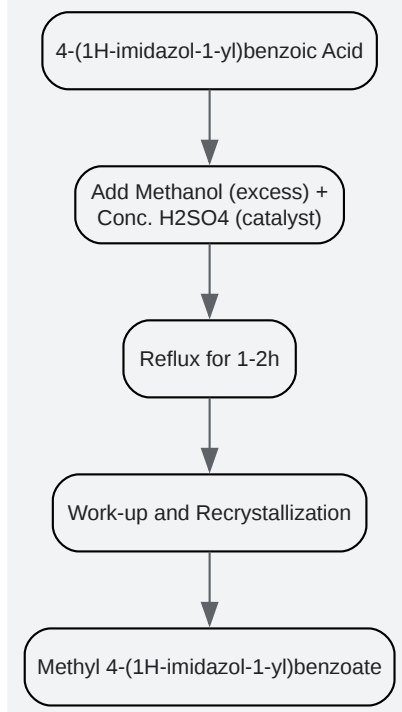 4-(1H-imidazol-1-yl)benzoic Acid
Add Methanol (excess) +
Conc. H2SO4 (catalyst)
Reflux for 1-2h
Work-up and Recrystallization
Methyl 4-(1H-imidazol-1-yl)benzoate